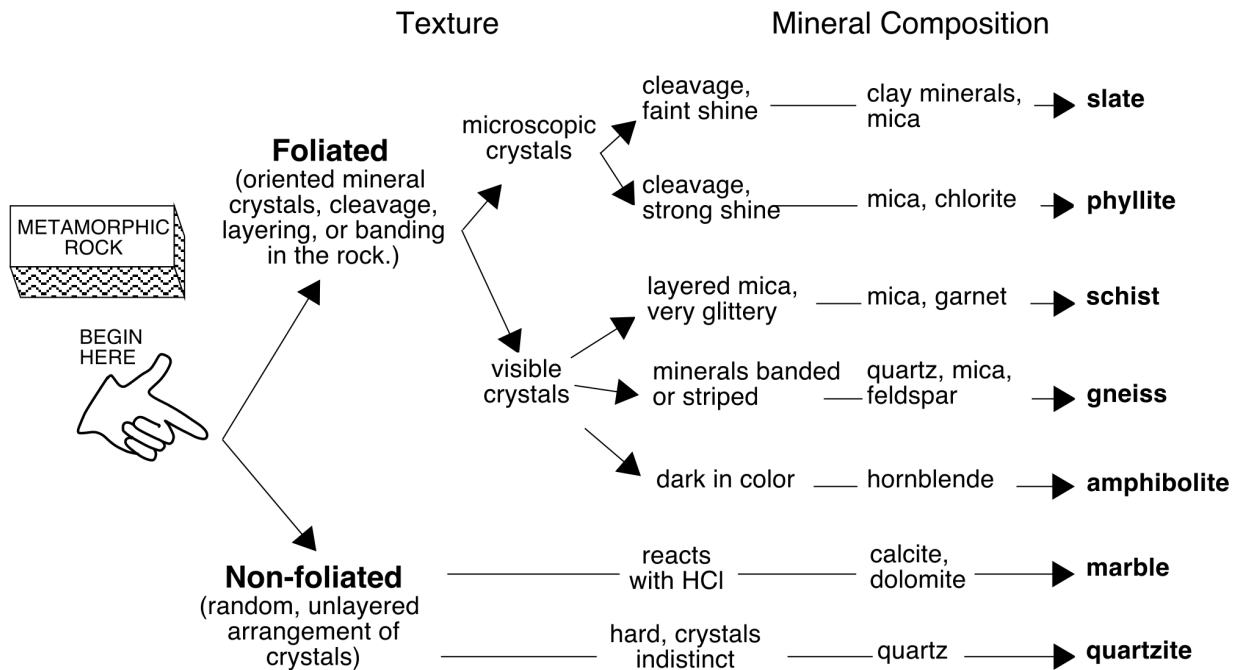 Texture
Mineral Composition
METAMORPHIC
ROCK
BEGIN
HERE
Foliated
(oriented mineral
crystals, cleavage,
layering, or banding
in the rock.)
microscopic
crystals
cleavage,
faint shine
clay minerals,
mica
slate
cleavage,
strong shine
mica, chlorite
phyllite
visible
crystals
layered mica,
very glittery
mica, garnet
schist
minerals banded
or striped
quartz, mica,
feldspar
gneiss
dark in color
hornblende
amphibolite
Non-foliated
(random, unlayered
arrangement of
crystals)
reacts
with HCl
calcite,
dolomite
marble
hard, crystals
indistinct
quartz
quartzite